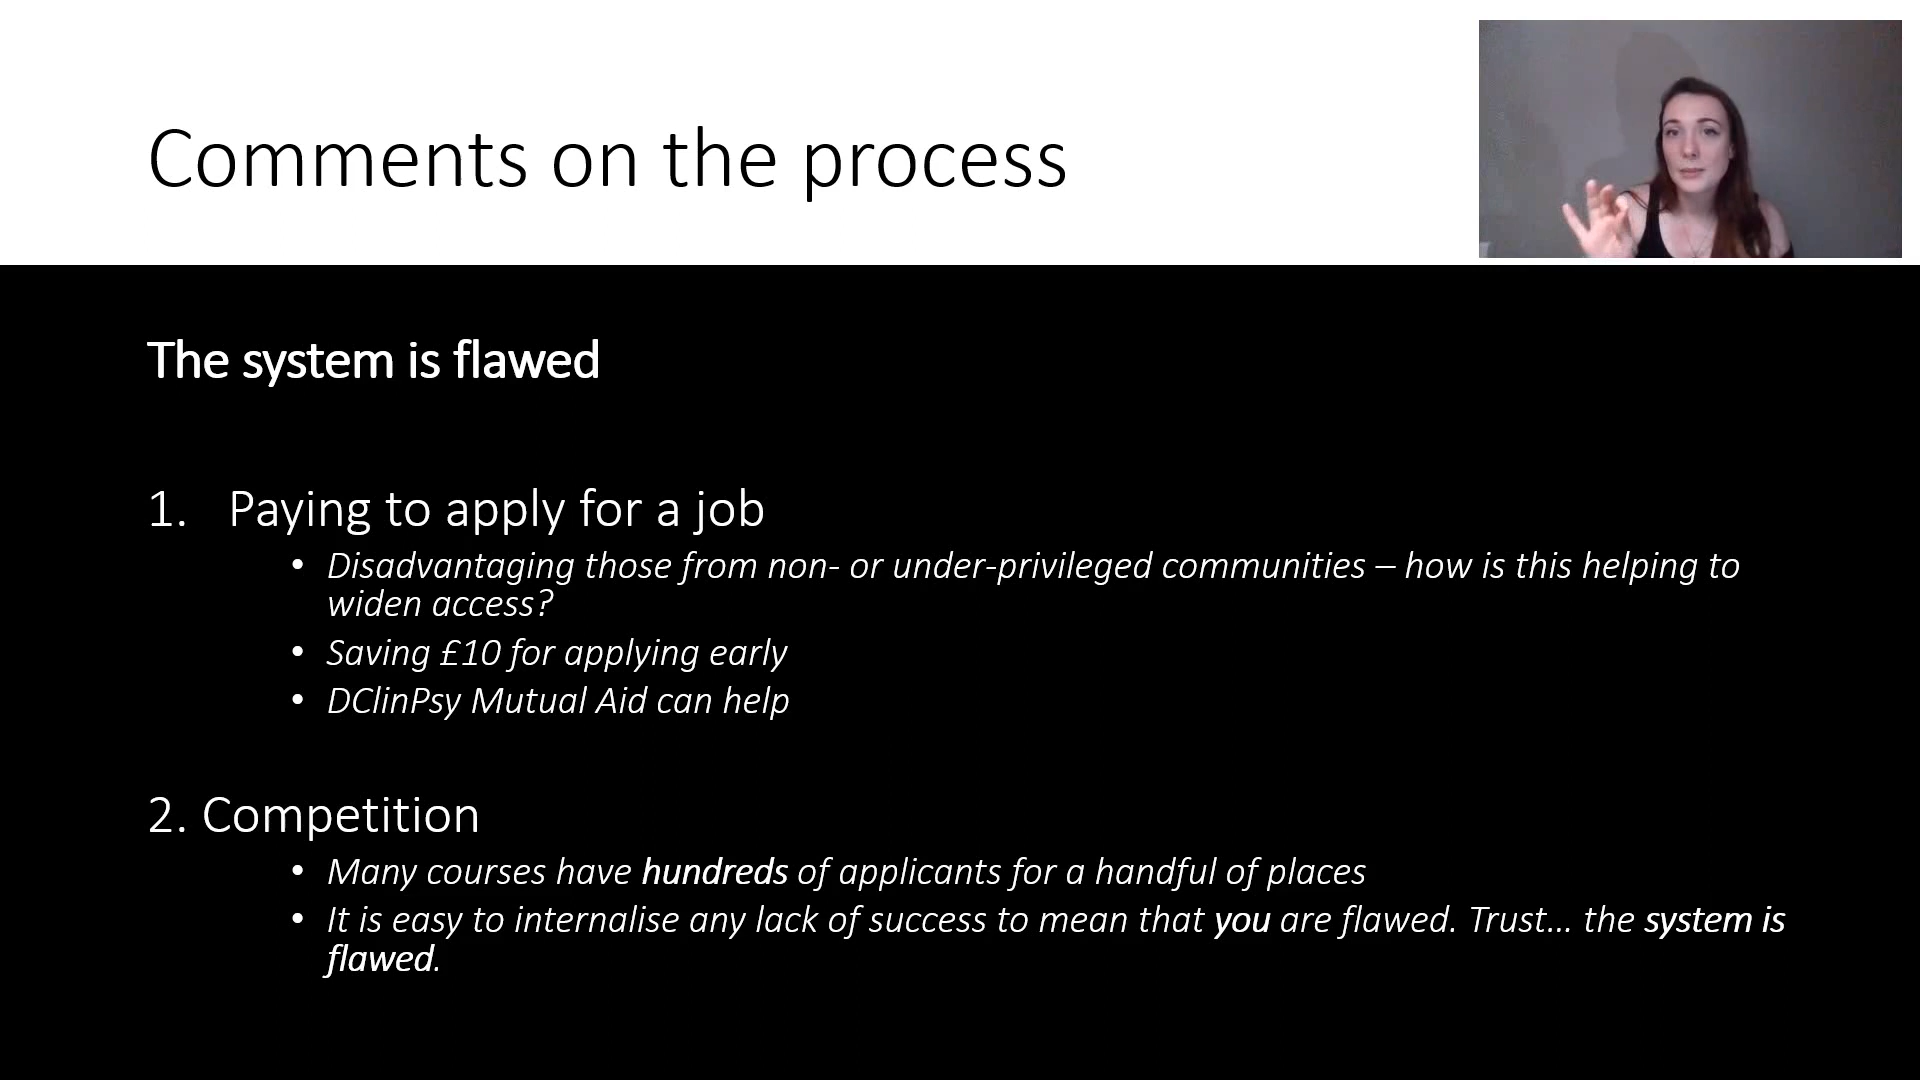 Comments on the process
The system is flawed
1. Paying to apply for a job
• Disadvantaging those from non- or under-privileged communities – how is this helping to
widen access?
• Saving £10 for applying early
• DClinPsy Mutual Aid can help
2. Competition
• Many courses have hundreds of applicants for a handful of places
• It is easy to internalise any lack of success to mean that you are flawed. Trust... the system is
flawed.